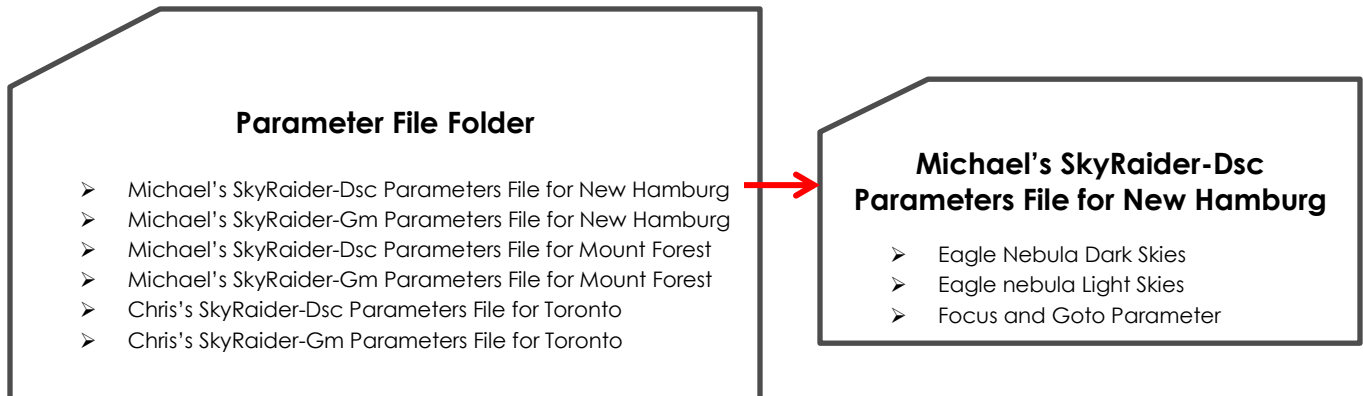 Parameter File Folder
➢ Michael's SkyRaider-Dsc Parameters File for New Hamburg
➢ Michael's SkyRaider-Gm Parameters File for New Hamburg
➢ Michael's SkyRaider-Dsc Parameters File for Mount Forest
➢ Michael's SkyRaider-Gm Parameters File for Mount Forest
➢ Chris's SkyRaider-Dsc Parameters File for Toronto
➢ Chris's SkyRaider-Gm Parameters File for Toronto
Michael's SkyRaider-Dsc
Parameters File for New Hamburg
➢ Eagle Nebula Dark Skies
➢ Eagle nebula Light Skies
➢ Focus and Goto Parameter